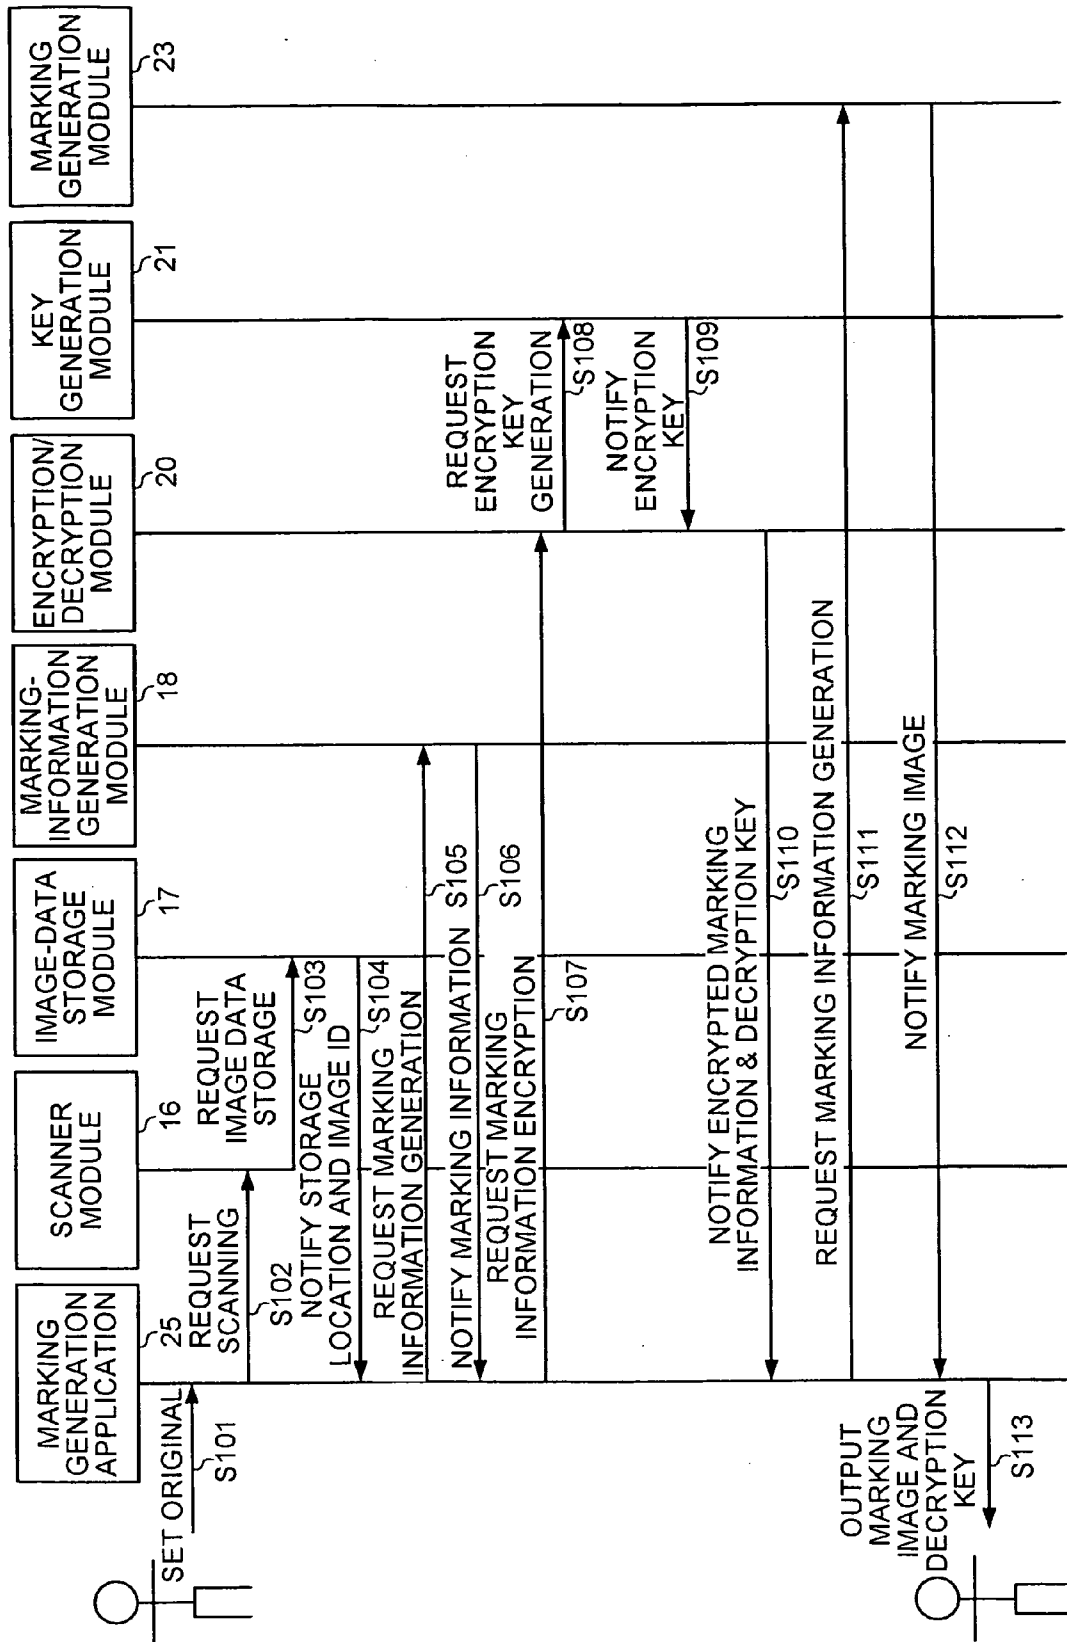 MARKING
GENERATION
APPLICATION
25
SCANNER
MODULE
16
IMAGE-DATA
STORAGE
MODULE
17
MARKING-
INFORMATION
GENERATION
MODULE
18
ENCRYPTION/
DECRYPTION
MODULE
20
KEY
GENERATION
MODULE
21
MARKING
GENERATION
MODULE
23
SET ORIGINAL
S101
REQUEST
SCANNING
S102
REQUEST
IMAGE DATA
STORAGE
S103
NOTIFY STORAGE
LOCATION AND IMAGE ID
S104
REQUEST MARKING
INFORMATION GENERATION
S105
NOTIFY MARKING INFORMATION
S106
REQUEST MARKING
INFORMATION ENCRYPTION
S107
REQUEST
ENCRYPTION
KEY
GENERATION
S108
NOTIFY
ENCRYPTION
KEY
S109
NOTIFY ENCRYPTED MARKING
INFORMATION & DECRYPTION KEY
S110
REQUEST MARKING INFORMATION GENERATION
S111
NOTIFY MARKING IMAGE
S112
OUTPUT
MARKING
IMAGE AND
DECRYPTION
KEY
S113